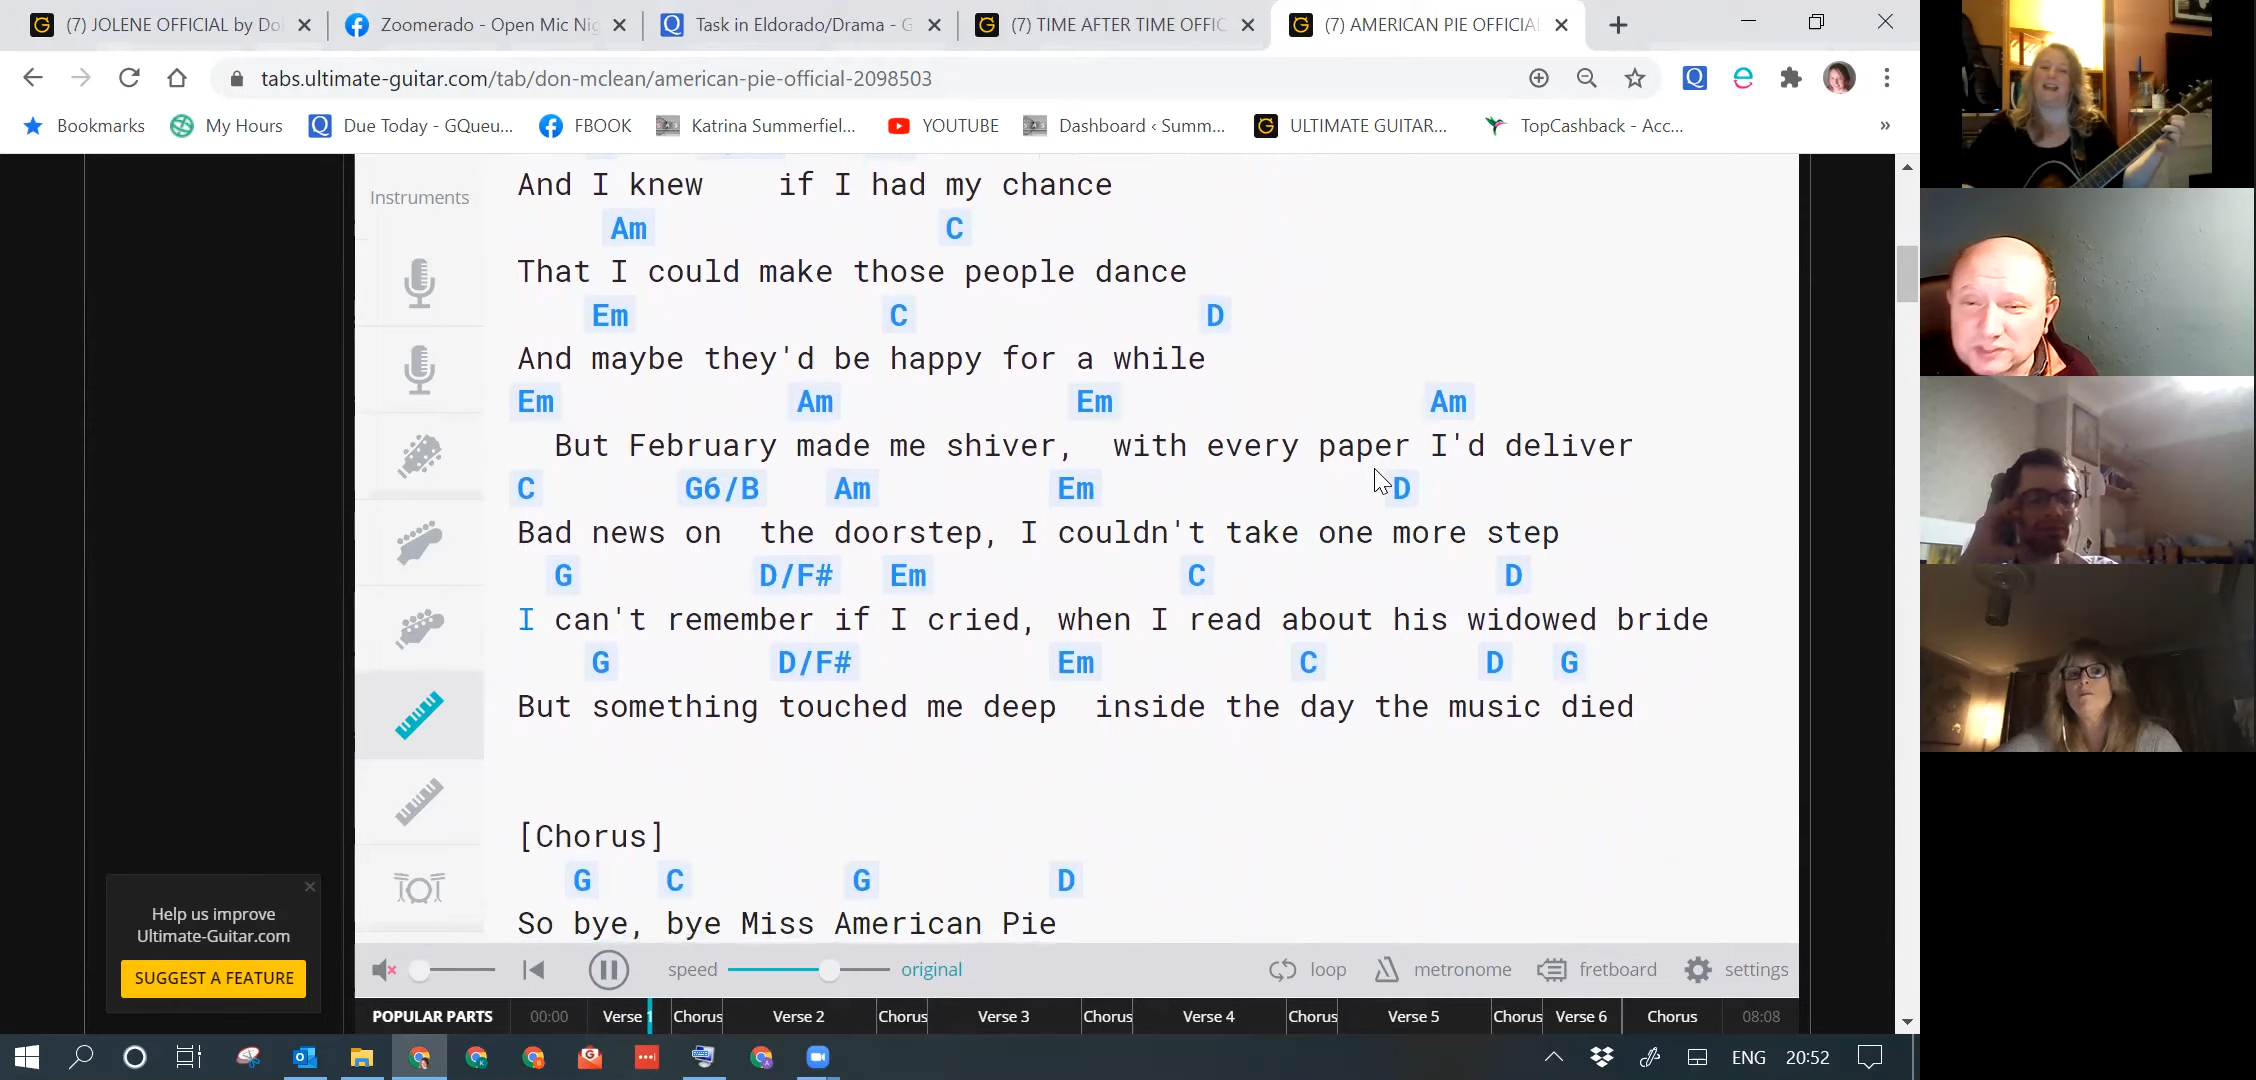 (7) JOLENE OFFICIAL by Dol
Zoomerado - Open Mic Nig
Task in Eldorado/Drama - G
(7) TIME AFTER TIME OFFIC
(7) AMERICAN PIE OFFICIAL
tabs.ultimate-guitar.com/tab/don-mclean/american-pie-official-2098503
Bookmarks My Hours Due Today - GQueu... FBOOK Katrina Summerfiel... YOUTUBE Dashboard ‹ Summ... ULTIMATE GUITAR... TopCashback - Acc... »
Instruments
And I knew if I had my chance
Am C
That I could make those people dance
Em C D
And maybe they'd be happy for a while
Em Am Em Am
But February made me shiver, with every paper I'd deliver
C G6/B Am Em D
Bad news on the doorstep, I couldn't take one more step
G D/F# Em C D
I can't remember if I cried, when I read about his widowed bride
G D/F# Em C D G
But something touched me deep inside the day the music died
[Chorus]
G C G D
So bye, bye Miss American Pie
Help us improve
Ultimate-Guitar.com
SUGGEST A FEATURE
speed original loop metronome fretboard settings
POPULAR PARTS 00:00 Verse 1 Chorus Verse 2 Chorus Verse 3 Chorus Verse 4 Chorus Verse 5 Chorus Verse 6 Chorus 08:08
ENG 20:52